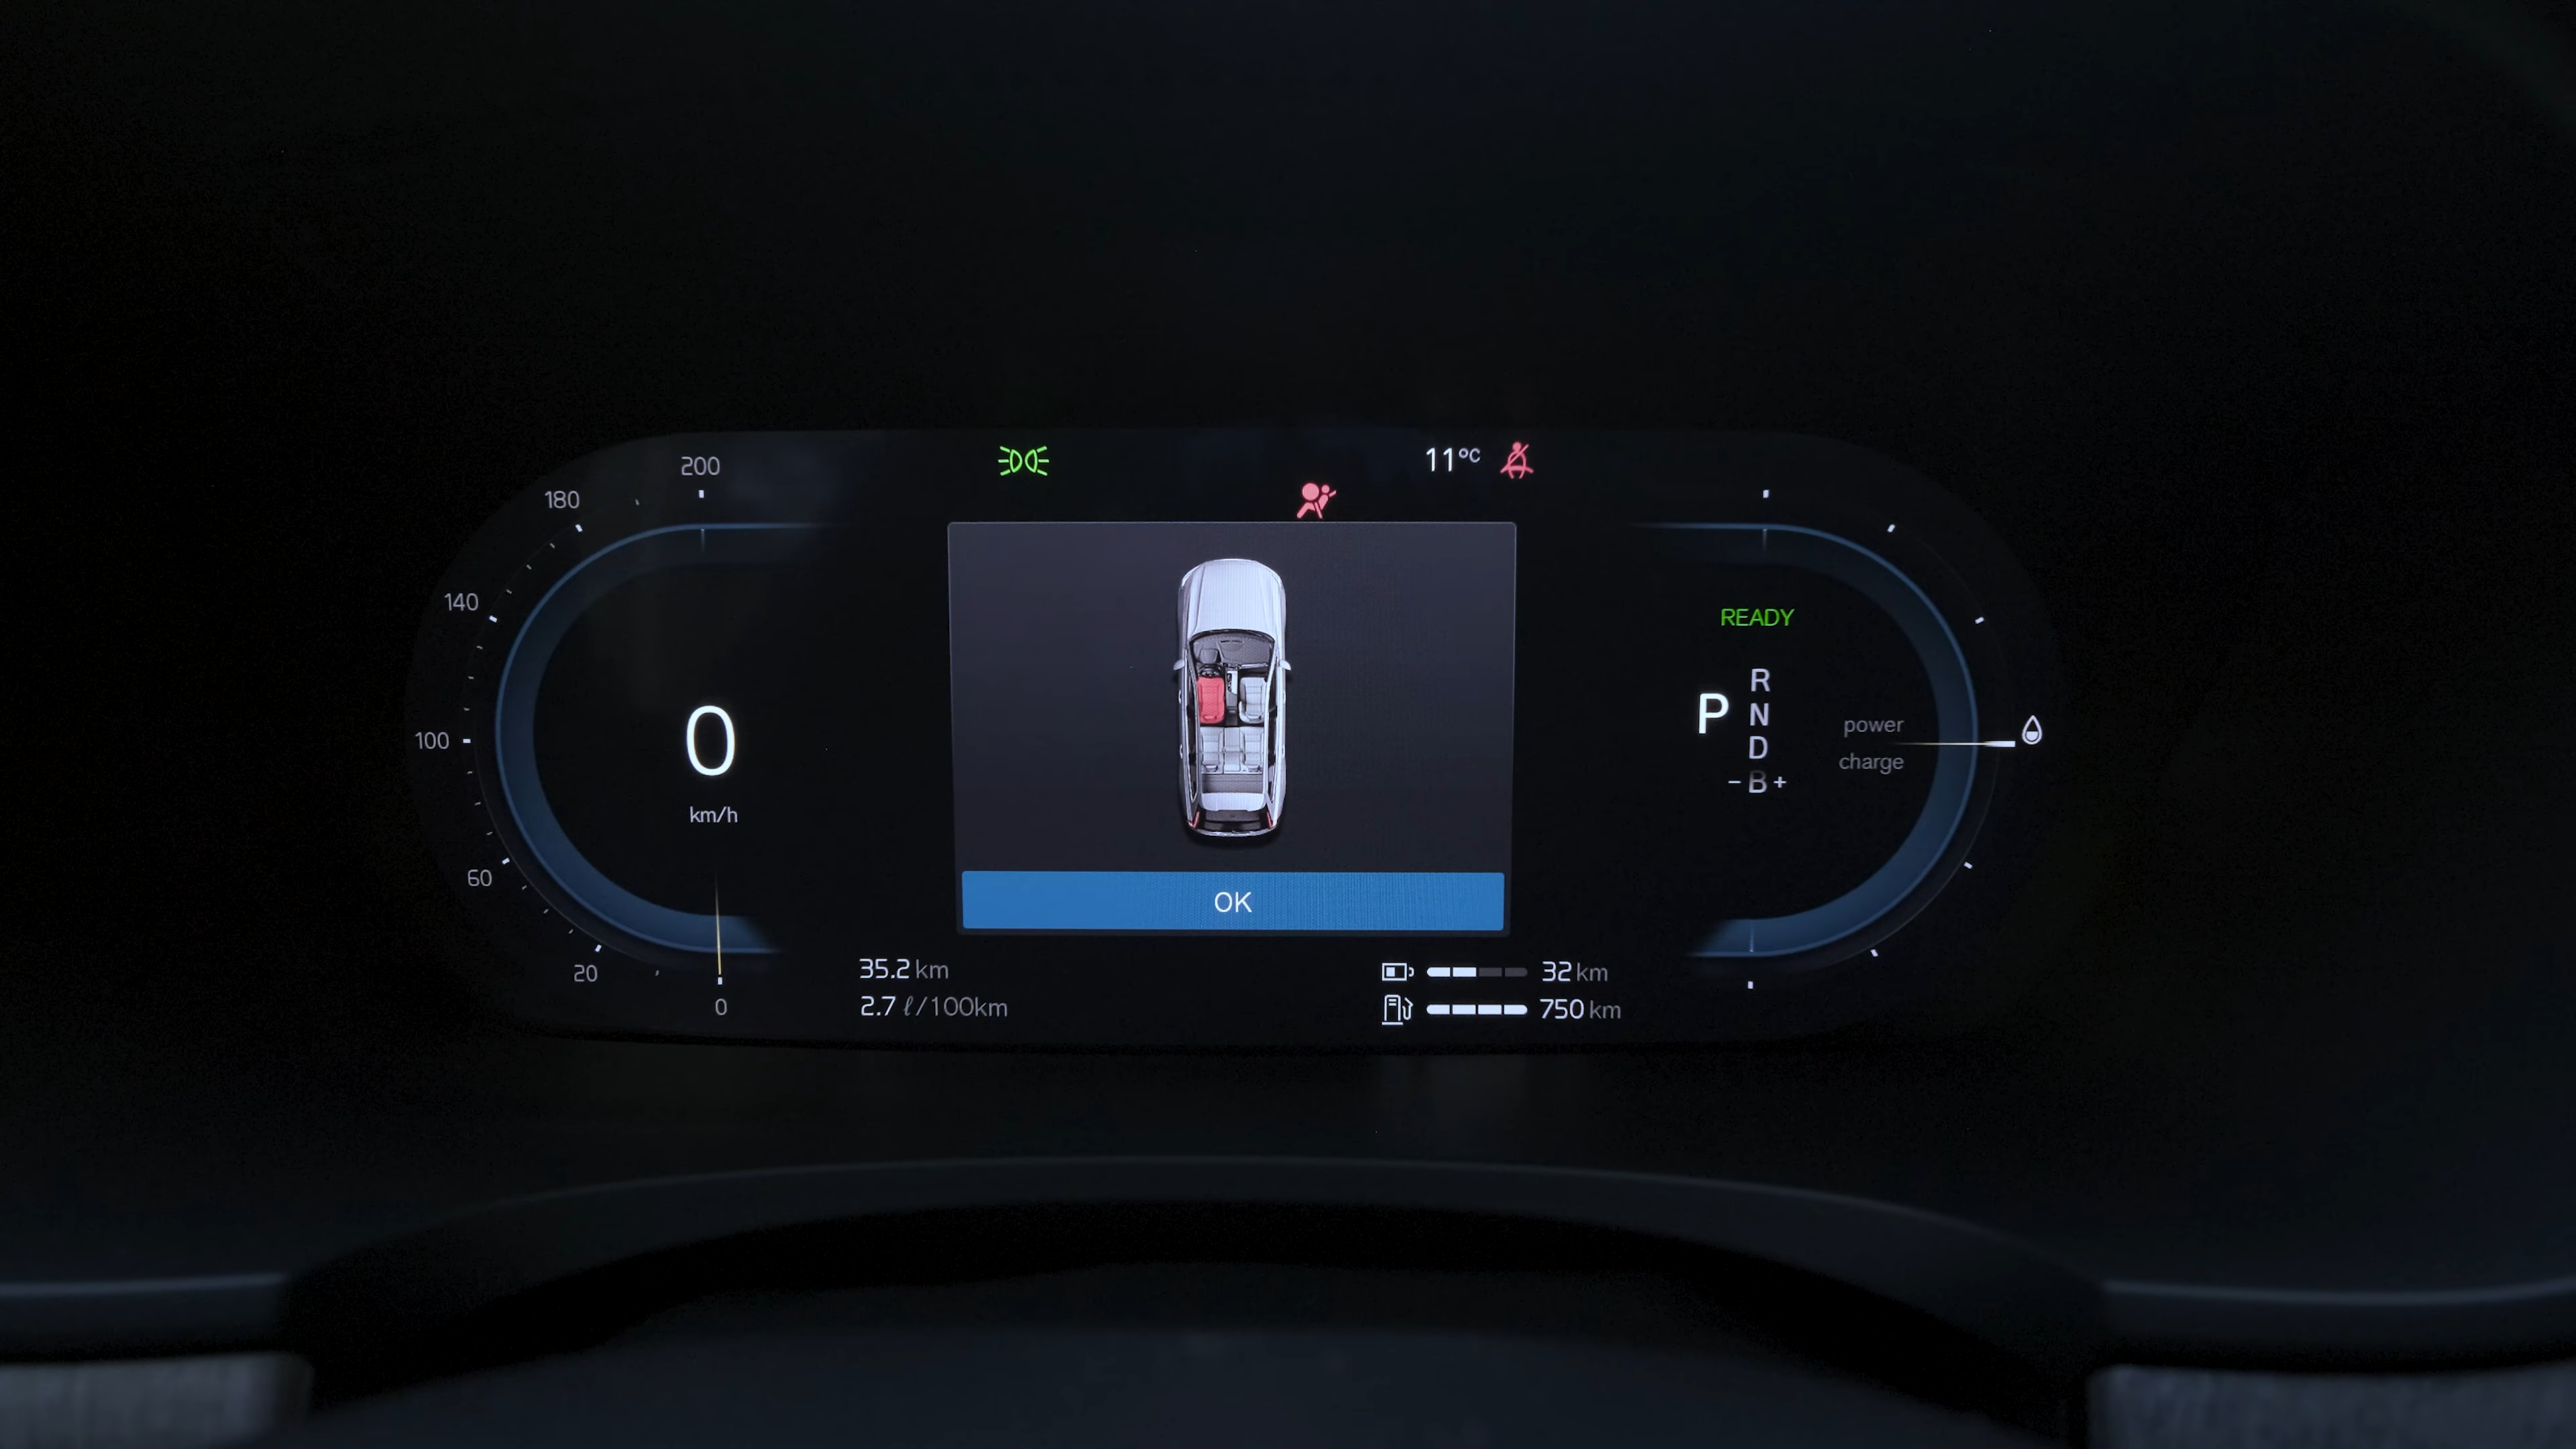 200
11°C
180
140
100
60
20
0
0
km/h
OK
35.2 km
2.7 ℓ/100km
32 km
750 km
READY
P
R
N
D
- B +
power
charge